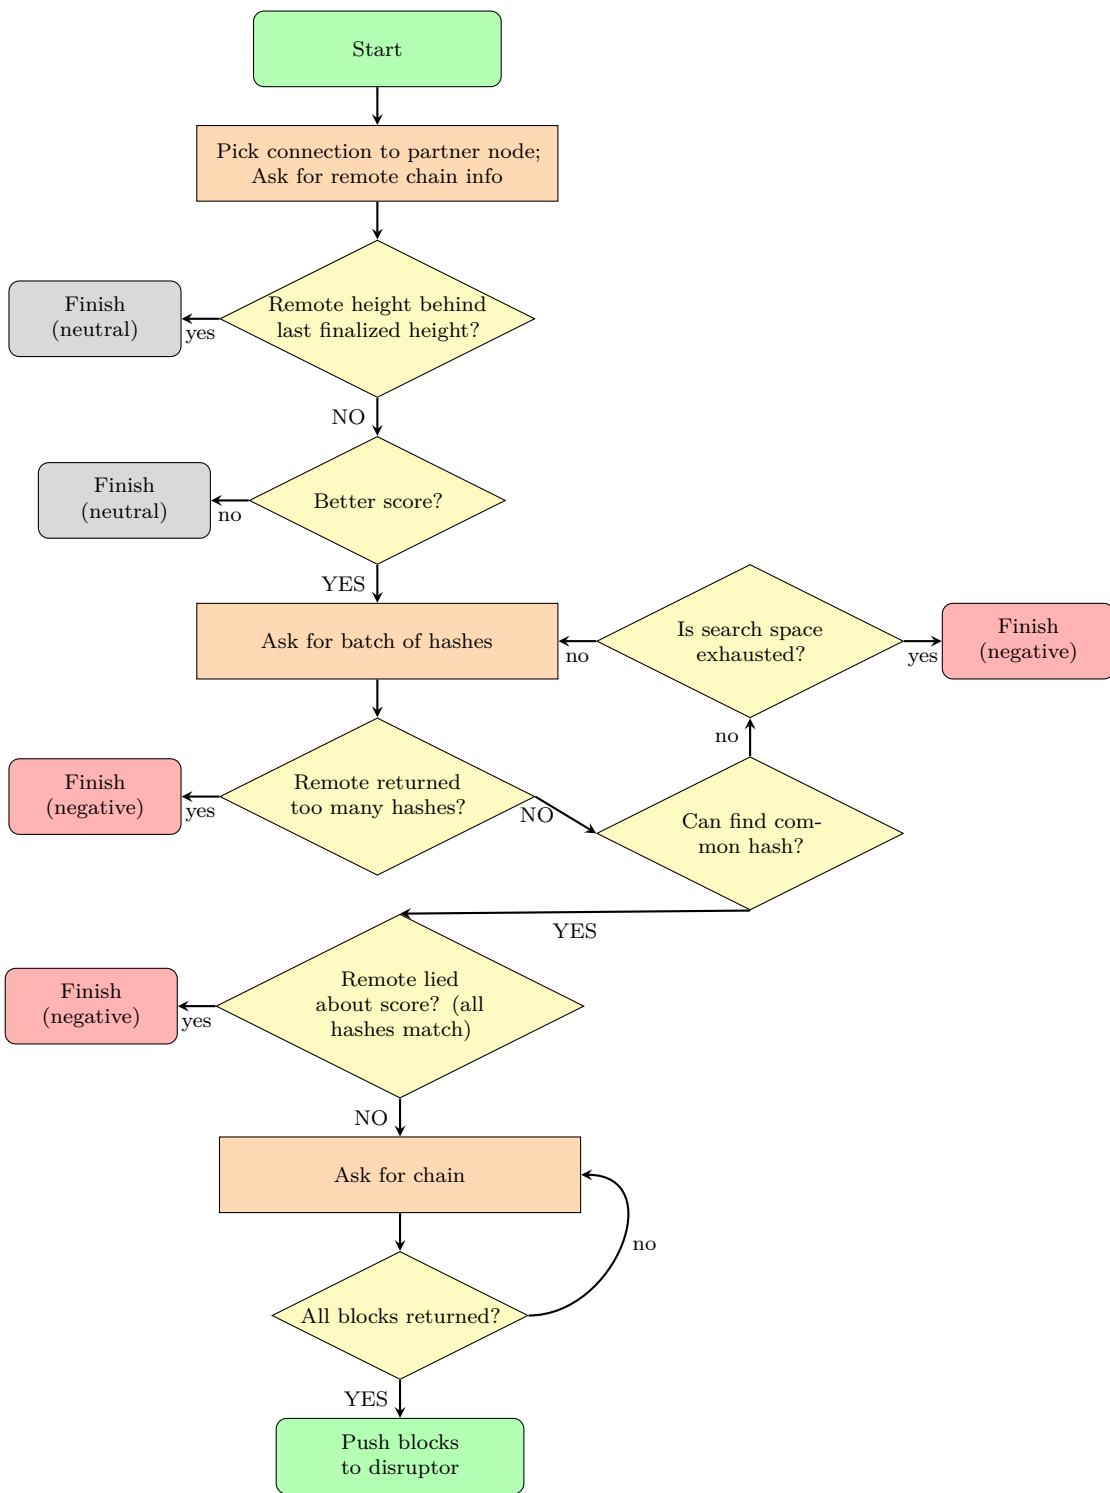 Start
Pick connection to partner node;
Ask for remote chain info
Remote height behind
last finalized height?
Finish
(neutral)
yes
NO
Better score?
Finish
(neutral)
no
YES
Ask for batch of hashes
Is search space
exhausted?
no
yes
Finish
(negative)
Remote returned
too many hashes?
Finish
(negative)
yes
NO
no
Can find com-
mon hash?
YES
Remote lied
about score? (all
hashes match)
Finish
(negative)
yes
NO
Ask for chain
no
All blocks returned?
YES
Push blocks
to disruptor